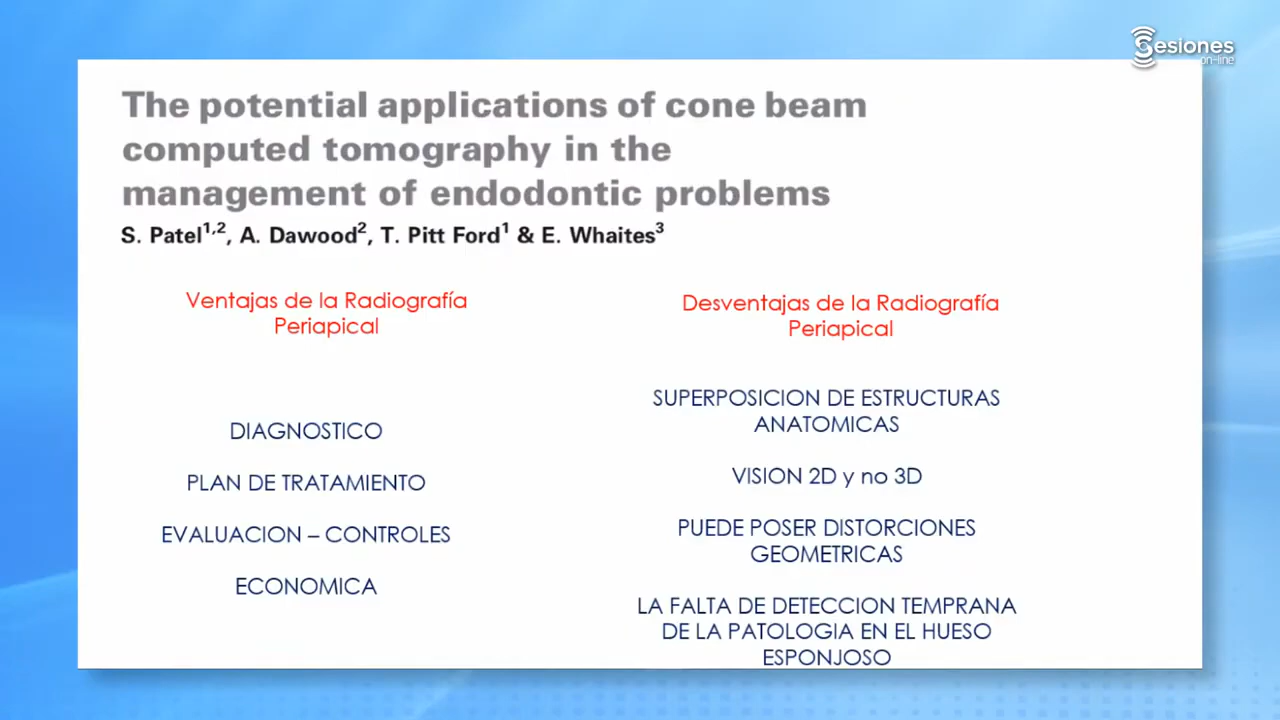 Sesiones
on-line
The potential applications of cone beam
computed tomography in the
management of endodontic problems
S. Patel1,2, A. Dawood2, T. Pitt Ford1 & E. Whaites3
Ventajas de la Radiografía
Periapical
DIAGNOSTICO
PLAN DE TRATAMIENTO
EVALUACION – CONTROLES
ECONOMICA
Desventajas de la Radiografía
Periapical
SUPERPOSICION DE ESTRUCTURAS
ANATOMICAS
VISION 2D y no 3D
PUEDE POSER DISTORCIONES
GEOMETRICAS
LA FALTA DE DETECCION TEMPRANA
DE LA PATOLOGIA EN EL HUESO
ESPONJOSO